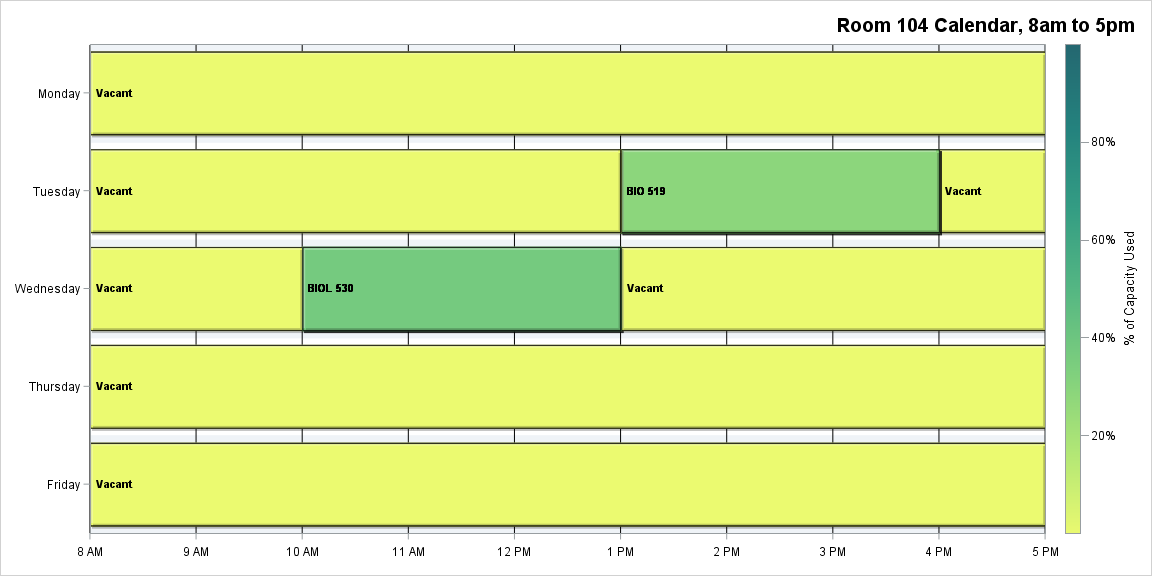 Room 104 Calendar, 8am to 5pm
Monday
Vacant
Tuesday
Vacant
BIO 519
Vacant
Wednesday
Vacant
BIOL 530
Vacant
Thursday
Vacant
Friday
Vacant
8 AM
9 AM
10 AM
11 AM
12 PM
1 PM
2 PM
3 PM
4 PM
5 PM
80%
60%
40%
20%
% of Capacity Used